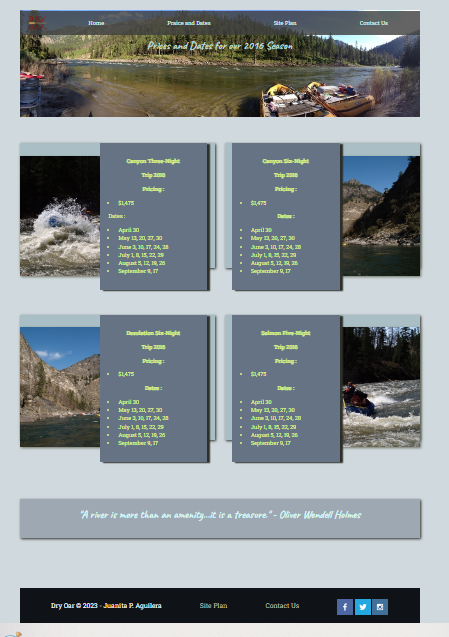 Home Praice and Dates Site Plan Contact Us
Prices and Dates for our 2016 Season
Canyon Three-Night
Trip 2016
Pricing :
$1,475
Dates :
April 30
May 13, 20, 27, 30
June 3, 10, 17, 24, 28
July 1, 8, 15, 22, 29
August 5, 12, 19, 26
September 9, 17
Canyon Six-Night
Trip 2016
Pricing :
$1,475
Dates :
April 30
May 13, 20, 27, 30
June 3, 10, 17, 24, 28
July 1, 8, 15, 22, 29
August 5, 12, 19, 26
September 9, 17
Desolation Six-Night
Trip 2016
Pricing :
$1,475
Dates :
April 30
May 13, 20, 27, 30
June 3, 10, 17, 24, 28
July 1, 8, 15, 22, 29
August 5, 12, 19, 26
September 9, 17
Salmon Five-Night
Trip 2016
Pricing :
$1,475
Dates :
April 30
May 13, 20, 27, 30
June 3, 10, 17, 24, 28
July 1, 8, 15, 22, 29
August 5, 12, 19, 26
September 9, 17
"A river is more than an amenity...it is a treasure." - Oliver Wendell Holmes
Dry Oar © 2023 - Juanita P. Aguilera Site Plan Contact Us